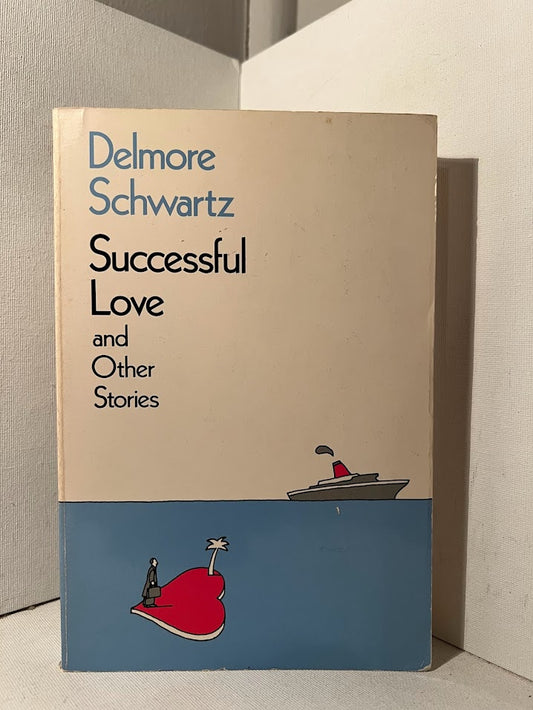 Delmore
Schwartz
Successful
Love
and
Other
Stories